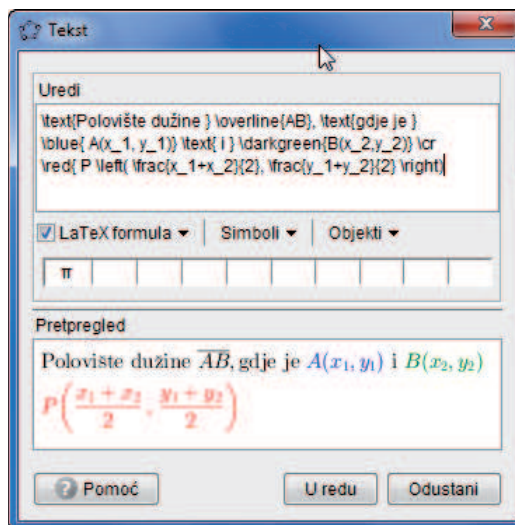 Tekst
Uredi
\text{Polovište dužine } \overline{AB}, \text{gdje je }
\blue{ A(x_1, y_1)} \text{ i } \darkgreen{B(x_2,y_2)} \cr
\red{ P \left( \frac{x_1+x_2}{2}, \frac{y_1+y_2}{2} \right)
LaTeX formula Simboli Objekti
π
Pretpregled
Polovište dužine A̅B̅, gdje je A(x₁, y₁) i B(x₂, y₂)
P(x₁ + x₂/2, y₁ + y₂/2)
? Pomoć U redu Odustani